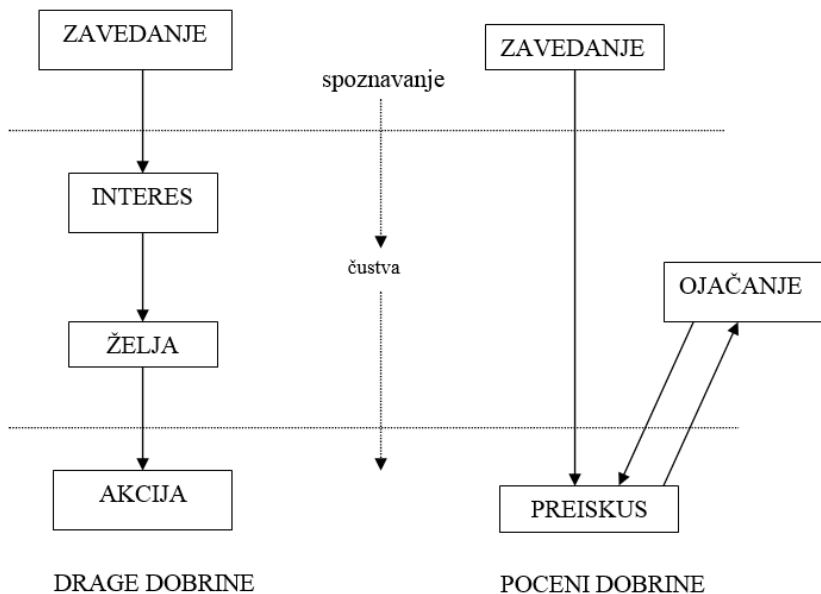 ZAVEDANJE
ZAVEDANJE
spoznavanje
INTERES
čustva
OJAČANJE
ŽELJA
AKCIJA
PREISKUS
DRAGE DOBRINE
POCENI DOBRINE